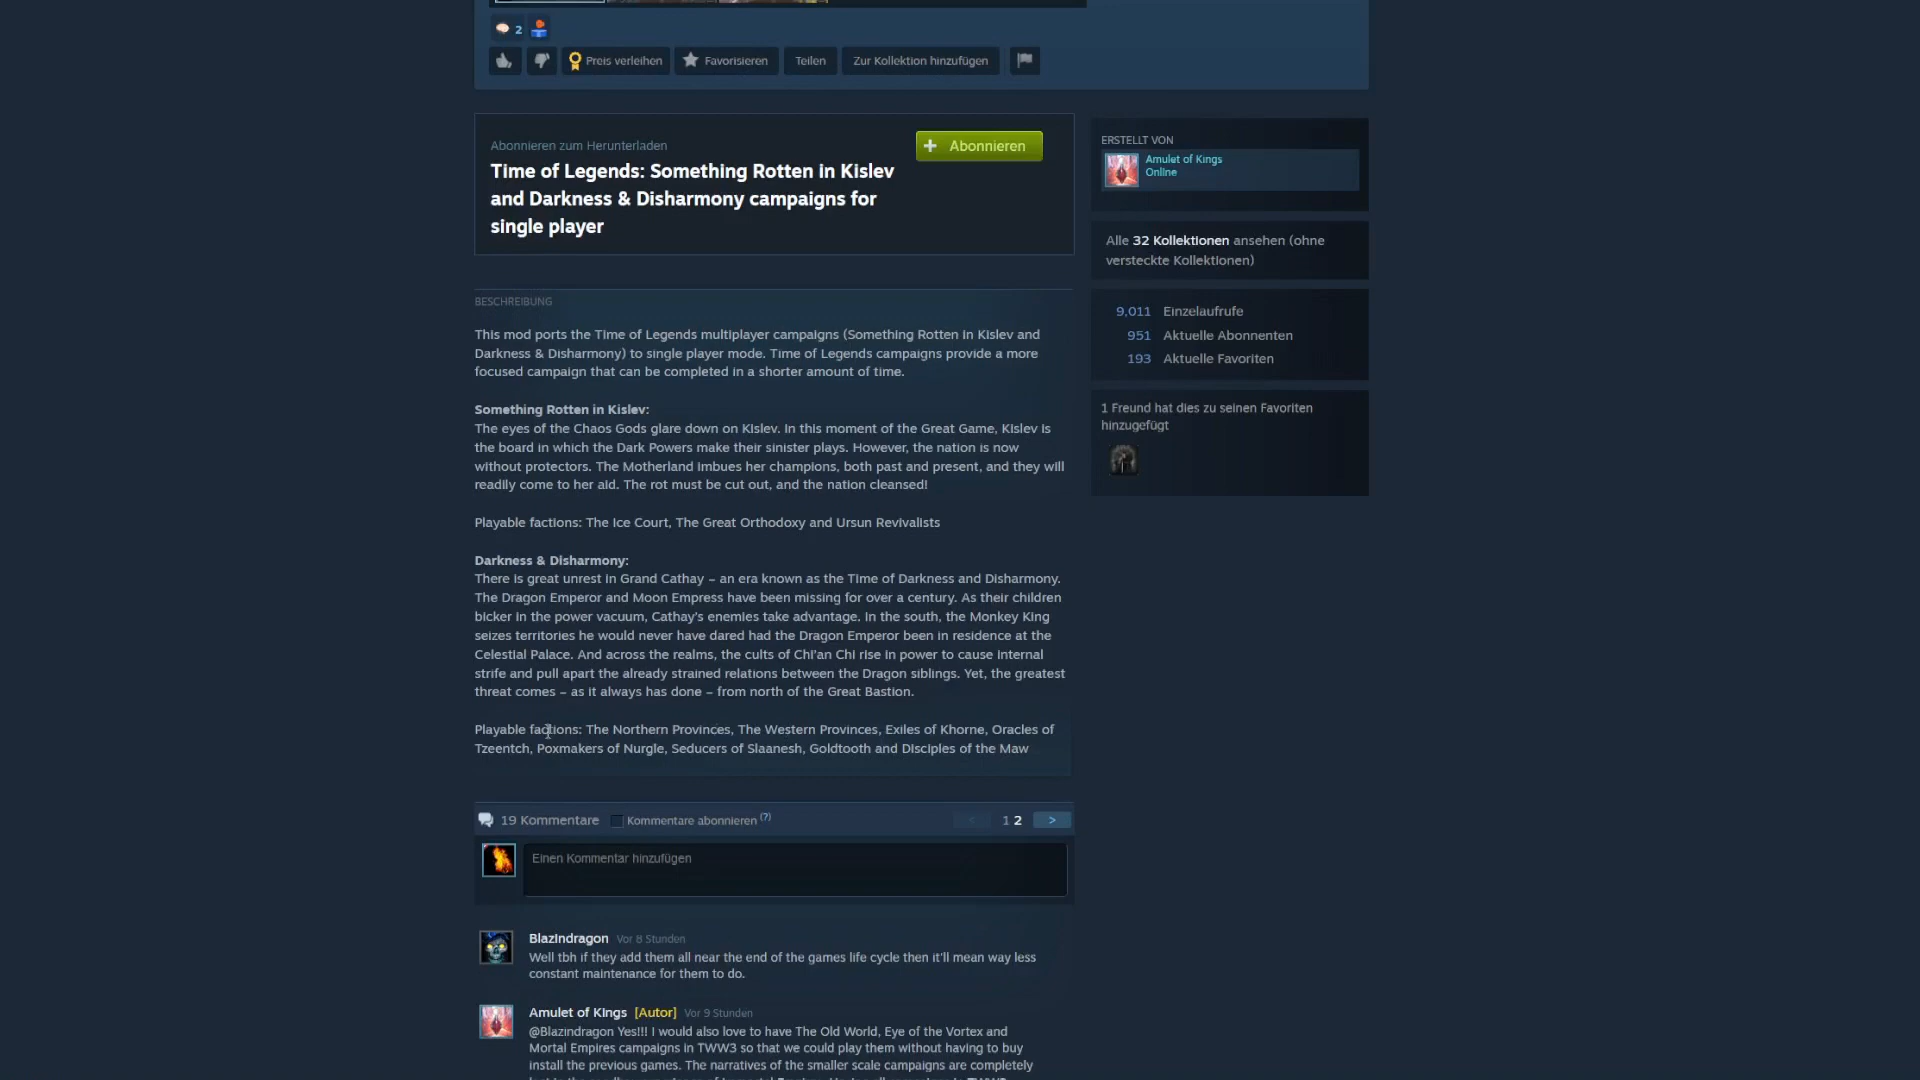 2
Preis verleihen
Favorisieren
Teilen
Zur Kollektion hinzufügen
Abonnieren zum Herunterladen
Time of Legends: Something Rotten in Kislev
and Darkness & Disharmony campaigns for
single player
+ Abonnieren
ERSTELLT VON
Amulet of Kings
Online
Alle 32 Kollektionen ansehen (ohne
versteckte Kollektionen)
9,011 Einzelaufrufe
951 Aktuelle Abonnenten
193 Aktuelle Favoriten
1 Freund hat dies zu seinen Favoriten
hinzugefügt
BESCHREIBUNG
This mod ports the Time of Legends multiplayer campaigns (Something Rotten in Kislev and
Darkness & Disharmony) to single player mode. Time of Legends campaigns provide a more
focused campaign that can be completed in a shorter amount of time.
Something Rotten in Kislev:
The eyes of the Chaos Gods glare down on Kislev. In this moment of the Great Game, Kislev is
the board in which the Dark Powers make their sinister plays. However, the nation is now
without protectors. The Motherland imbues her champions, both past and present, and they will
readily come to her aid. The rot must be cut out, and the nation cleansed!
Playable factions: The Ice Court, The Great Orthodoxy and Ursun Revivalists
Darkness & Disharmony:
There is great unrest in Grand Cathay – an era known as the Time of Darkness and Disharmony.
The Dragon Emperor and Moon Empress have been missing for over a century. As their children
bicker in the power vacuum, Cathay's enemies take advantage. In the south, the Monkey King
seizes territories he would never have dared had the Dragon Emperor been in residence at the
Celestial Palace. And across the realms, the cults of Chi'an Chi rise in power to cause internal
strife and pull apart the already strained relations between the Dragon siblings. Yet, the greatest
threat comes – as it always has done – from north of the Great Bastion.
Playable factions: The Northern Provinces, The Western Provinces, Exiles of Khorne, Oracles of
Tzeentch, Poxmakers of Nurgle, Seducers of Slaanesh, Goldtooth and Disciples of the Maw
19 Kommentare
Kommentare abonnieren (?)
< 1 2 >
Einen Kommentar hinzufügen
Blazindragon Vor 8 Stunden
Well tbh if they add them all near the end of the games life cycle then it'll mean way less
constant maintenance for them to do.
Amulet of Kings [Autor] Vor 9 Stunden
@Blazindragon Yes!!! I would also love to have The Old World, Eye of the Vortex and
Mortal Empires campaigns in TWW3 so that we could play them without having to buy
install the previous games. The narratives of the smaller scale campaigns are completely